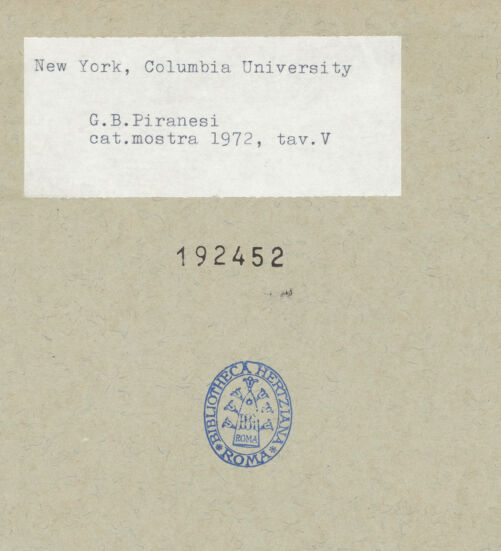 New York, Columbia University
G.B.Piranesi
cat.mostra 1972, tav.V
192452
BIBLIOTHECA HERTZIANA
ROMA
* ROMA *